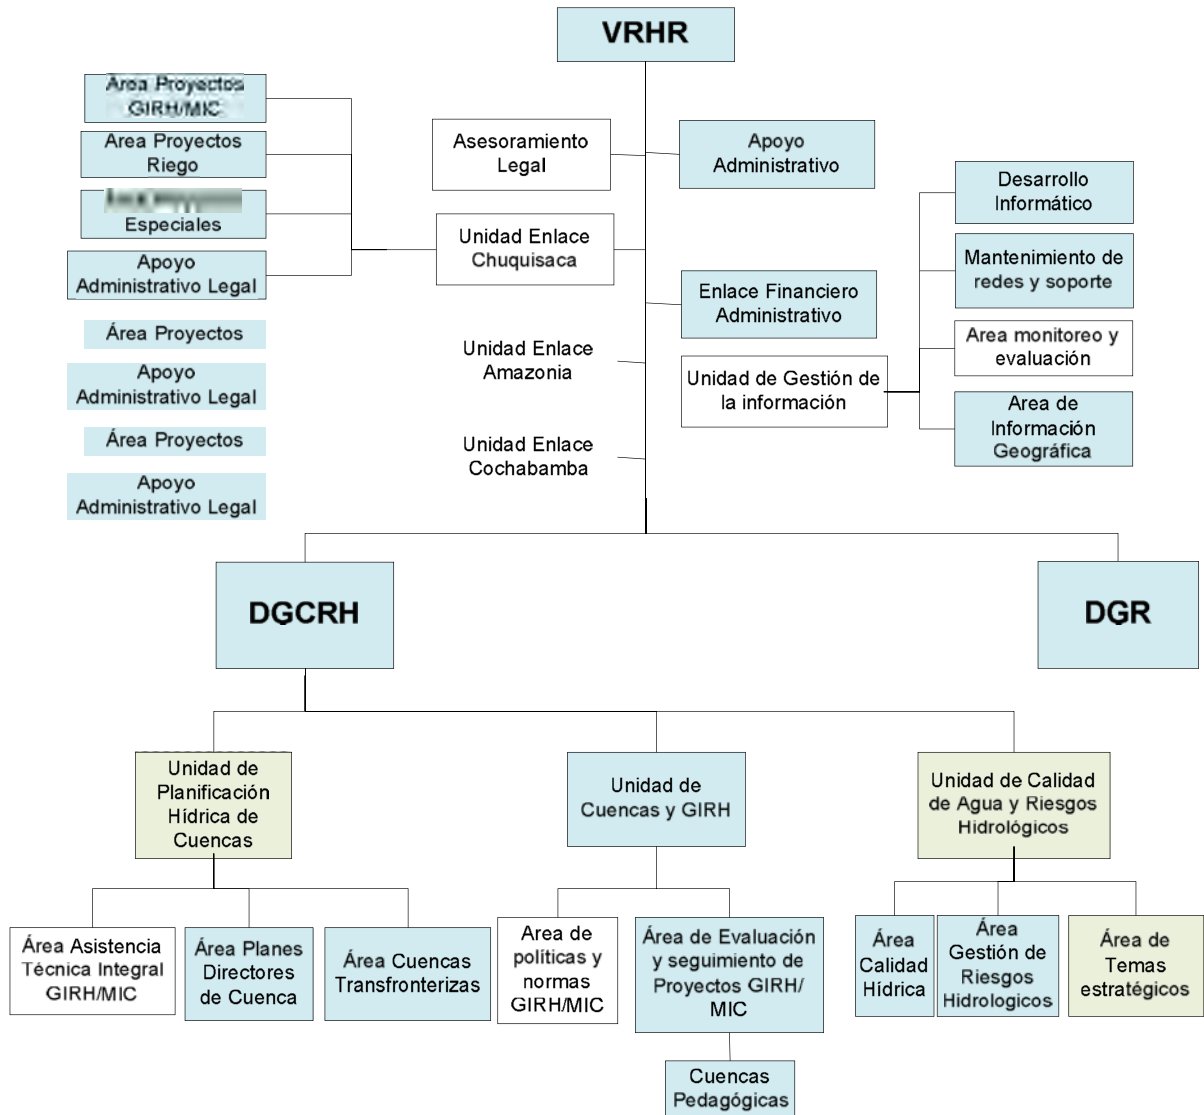 VRHR
Área Proyectos
GIRH/MIC
Area Proyectos
Riego
Especiales
Apoyo
Administrativo Legal
Área Proyectos
Apoyo
Administrativo Legal
Área Proyectos
Apoyo
Administrativo Legal
Asesoramiento
Legal
Unidad Enlace
Chuquisaca
Unidad Enlace
Amazonia
Unidad Enlace
Cochabamba
Apoyo
Administrativo
Enlace Financiero
Administrativo
Unidad de Gestión de
la información
Desarrollo
Informático
Mantenimiento de
redes y soporte
Area monitoreo y
evaluación
Area de
Información
Geográfica
DGCRH
DGR
Unidad de
Planificación
Hídrica de
Cuencas
Unidad de
Cuencas y GIRH
Unidad de Calidad
de Agua y Riesgos
Hidrológicos
Área Asistencia
Técnica Integral
GIRH/MIC
Área Planes
Directores
de Cuenca
Área Cuencas
Transfronterizas
Area de
políticas y
normas
GIRH/MIC
Área de Evaluación
y seguimiento de
Proyectos GIRH/
MIC
Cuencas
Pedagógicas
Área
Calidad
Hídrica
Área
Gestión de
Riesgos
Hidrologicos
Área de
Temas
estratégicos